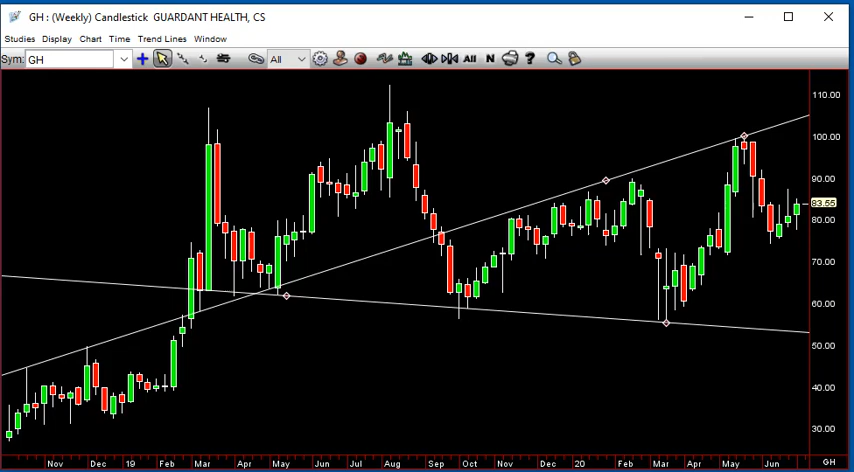 GH : (Weekly) Candlestick  GUARDANT HEALTH, CS
Studies Display Chart Time Trend Lines Window
Sym: GH All All N ?
110.00
100.00
90.00
83.55
80.00
70.00
60.00
50.00
40.00
30.00
Nov Dec 19 Feb Mar Apr May Jun Jul Aug Sep Oct Nov Dec 20 Feb Mar Apr May Jun GH